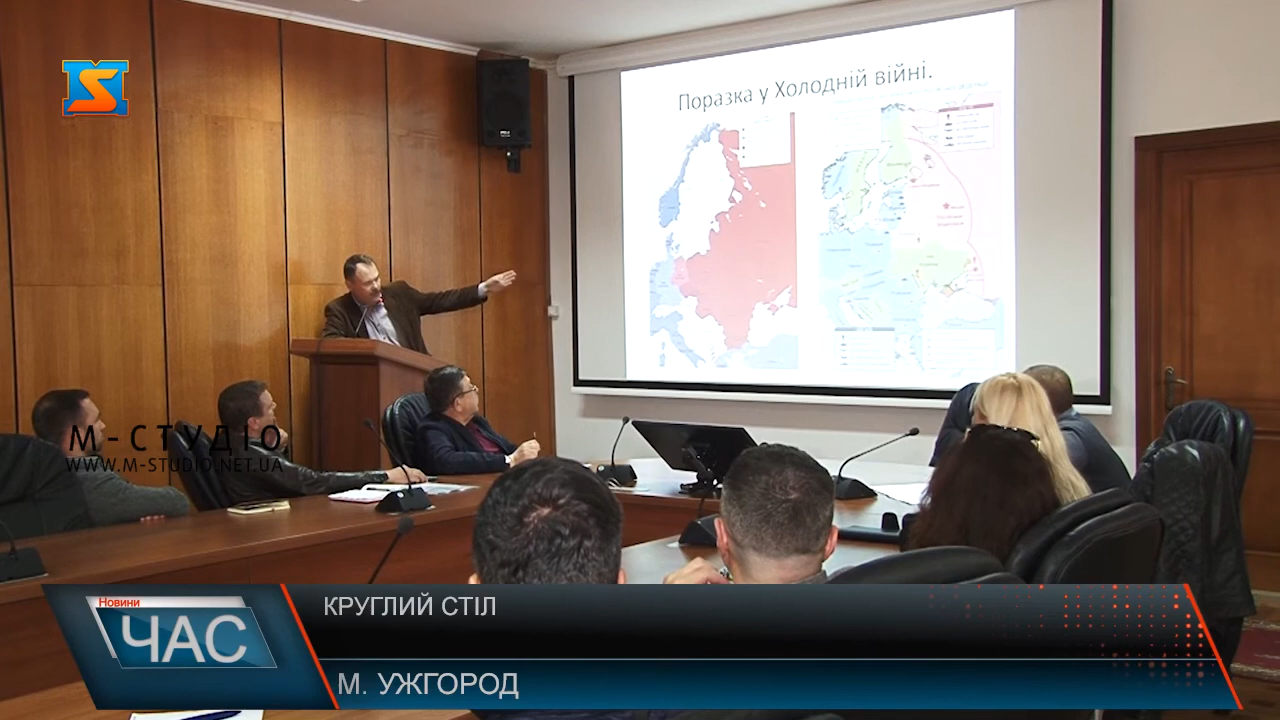 Поразка у Холодній війні.
М-СТУДІО
WWW.M-STUDIO.NET.UA
Новини
ЧАС
КРУГЛИЙ СТІЛ
М. УЖГОРОД